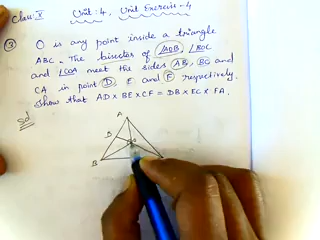 Class:X Unit:4, Unit Exercise-4
③ O is any point inside a triangle
ABC. The bisector of ∠AOB, ∠BOC
and ∠COA meet the sides AB, BC and
CA in point D, E and F respectively.
Show that AD × BE × CF = DB × EC × FA.
Sol
A
D
O
B